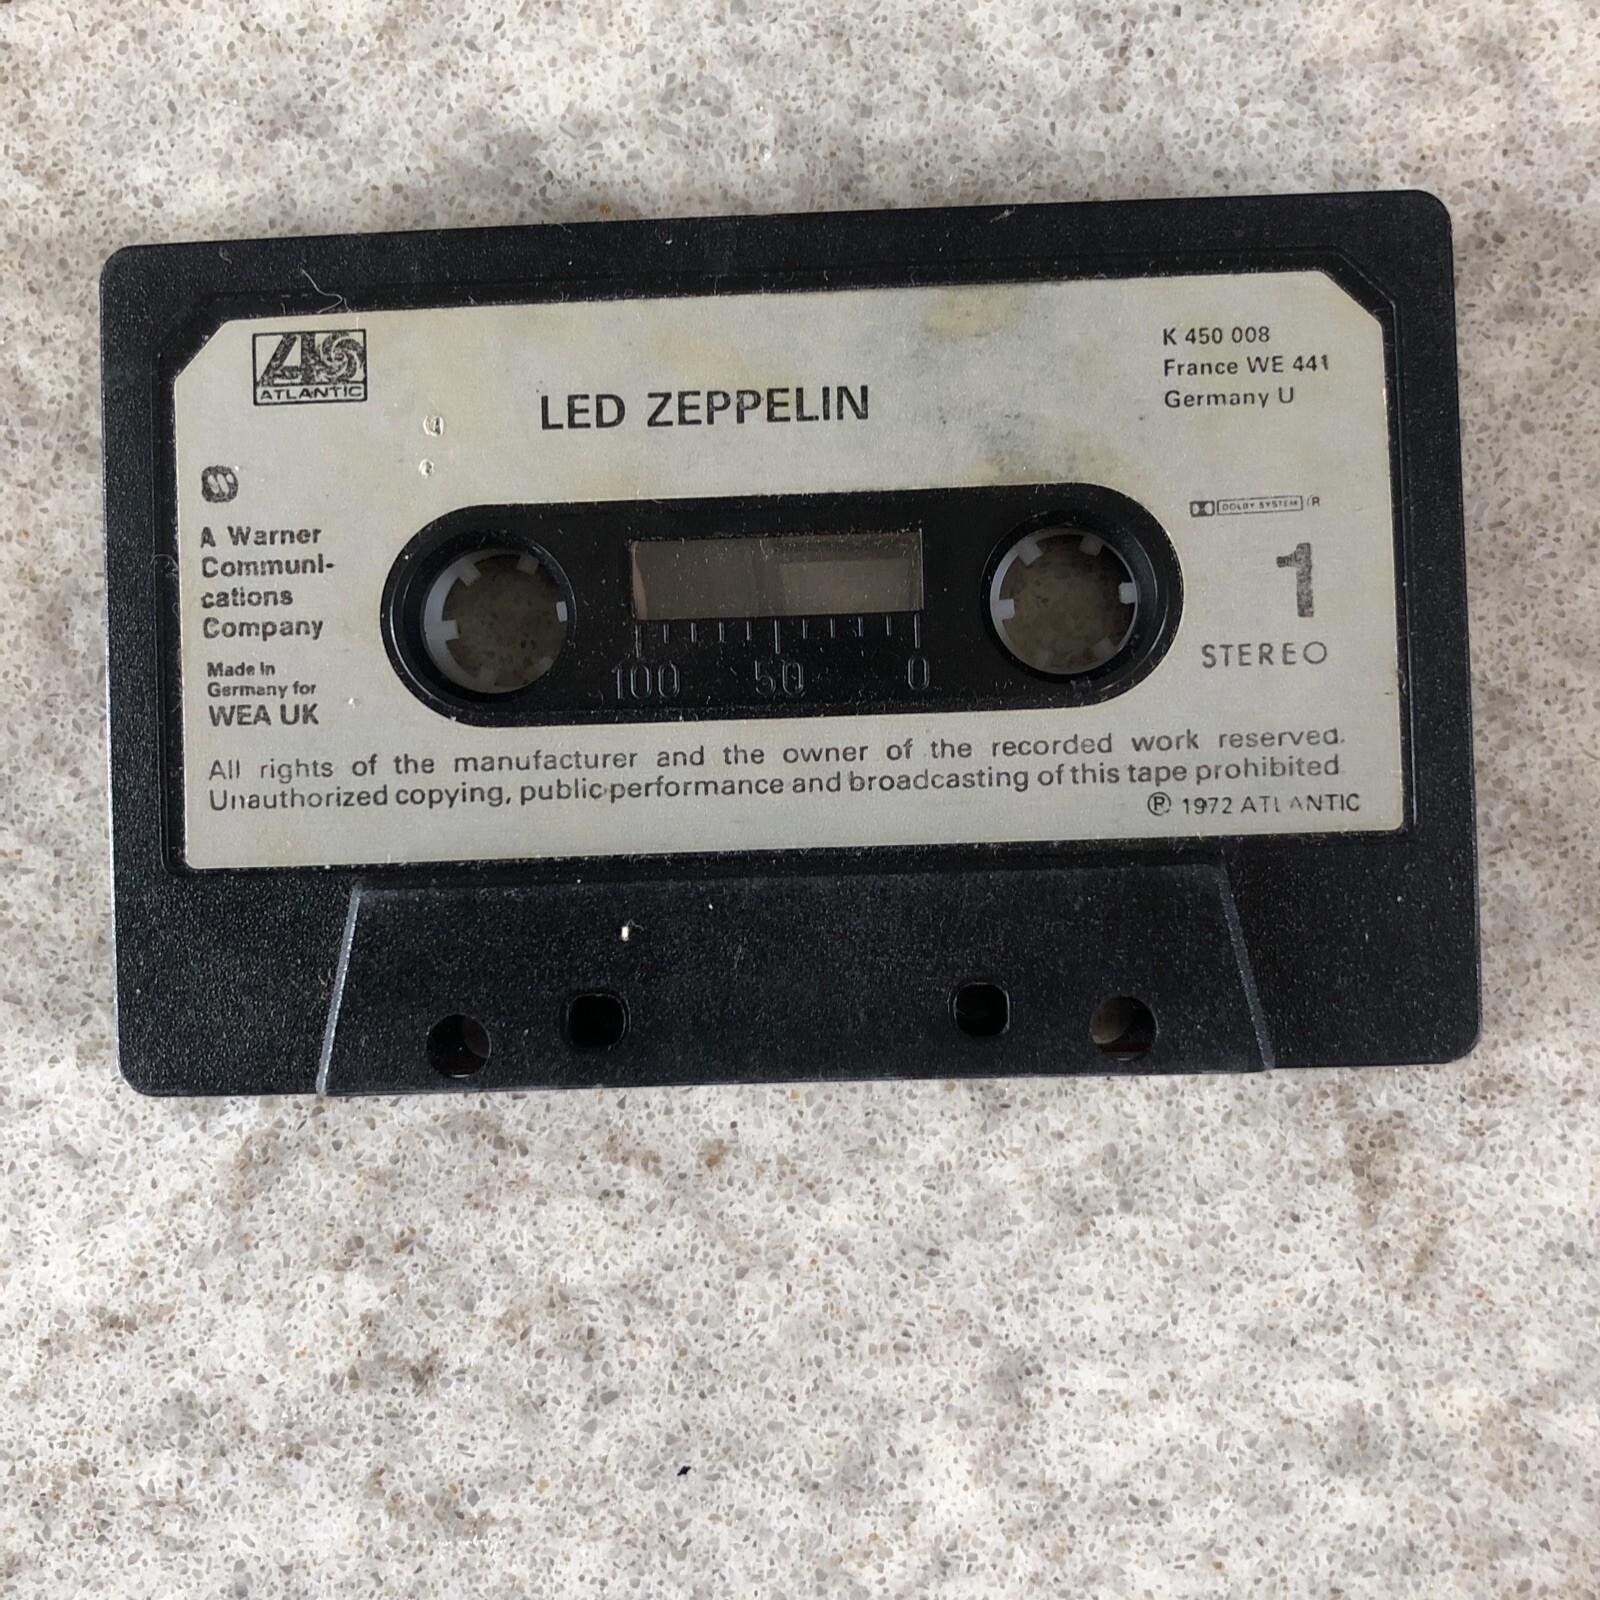 ATLANTIC
LED ZEPPELIN
K 450 008
France WE 441
Germany U
A Warner
Communi-
cations
Company
Made in
Germany for
WEA UK
DOLBY SYSTEM ®
1
STEREO
100 50 0
All rights of the manufacturer and the owner of the recorded work reserved.
Unauthorized copying, public performance and broadcasting of this tape prohibited
℗ 1972 ATLANTIC